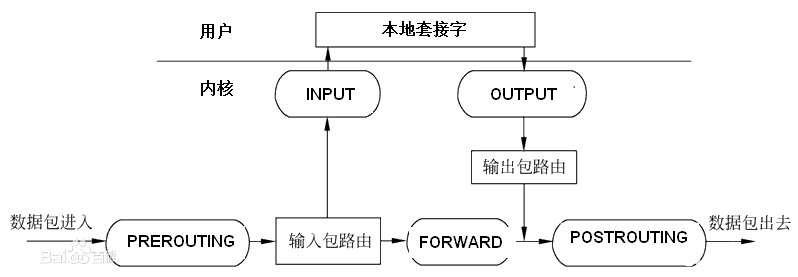 用户
本地套接字
内核
INPUT
OUTPUT
输出包路由
数据包进入
PREROUTING
输入包路由
FORWARD
POSTROUTING
数据包出去
Bai百科